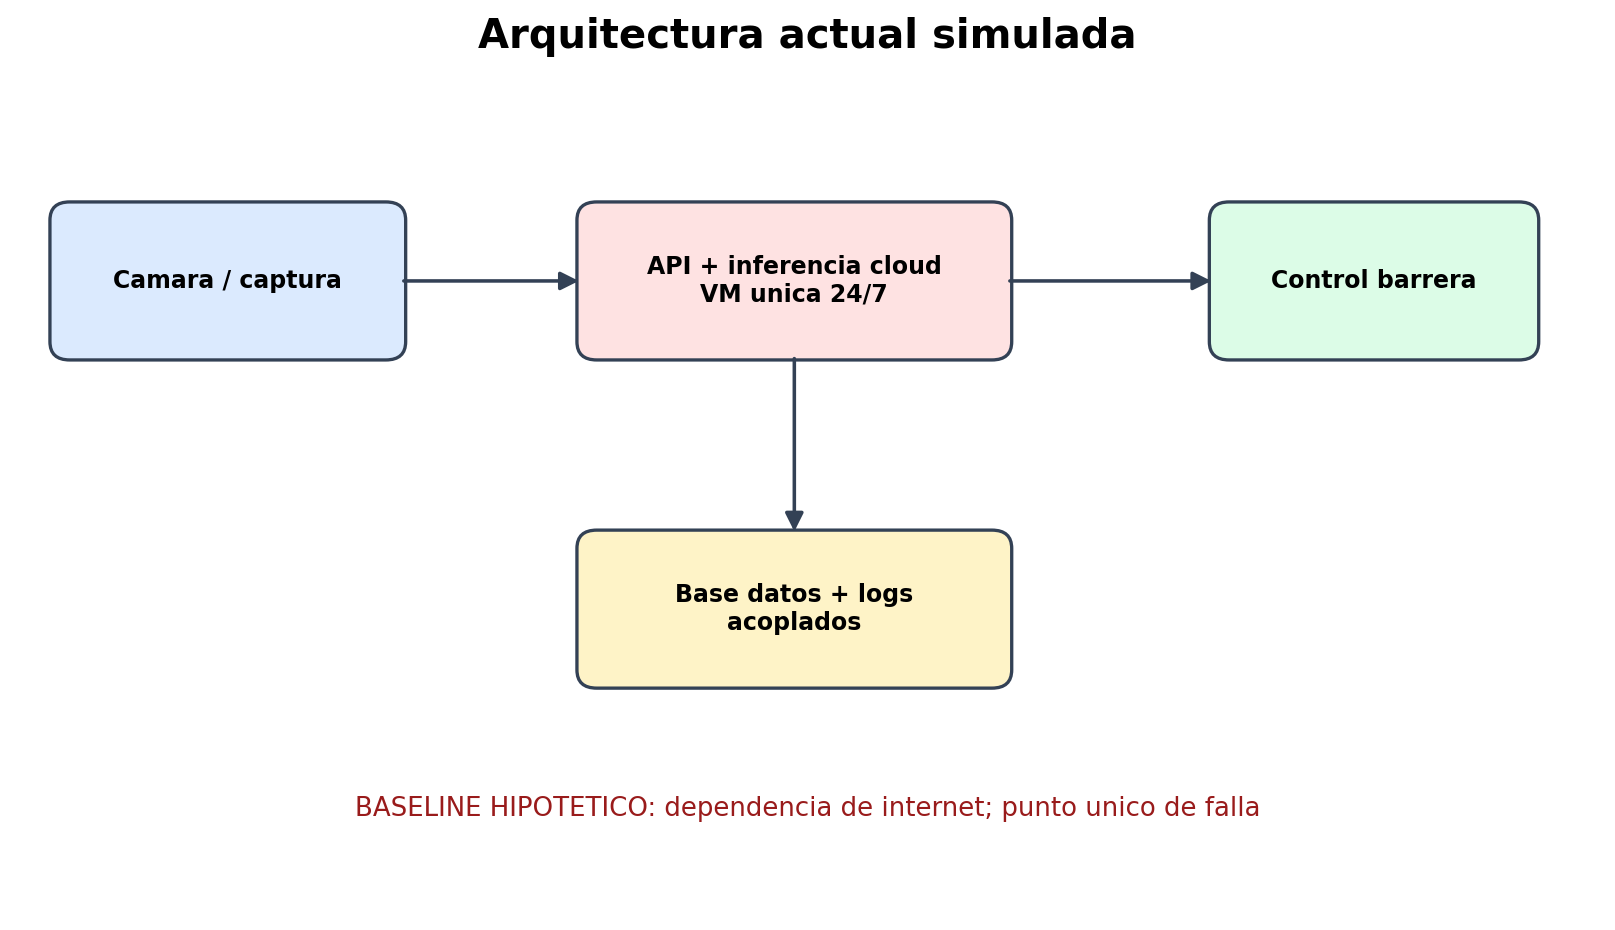 Arquitectura actual simulada
Camara / captura
API + inferencia cloud
VM unica 24/7
Control barrera
Base datos + logs
acoplados
BASELINE HIPOTETICO: dependencia de internet; punto unico de falla